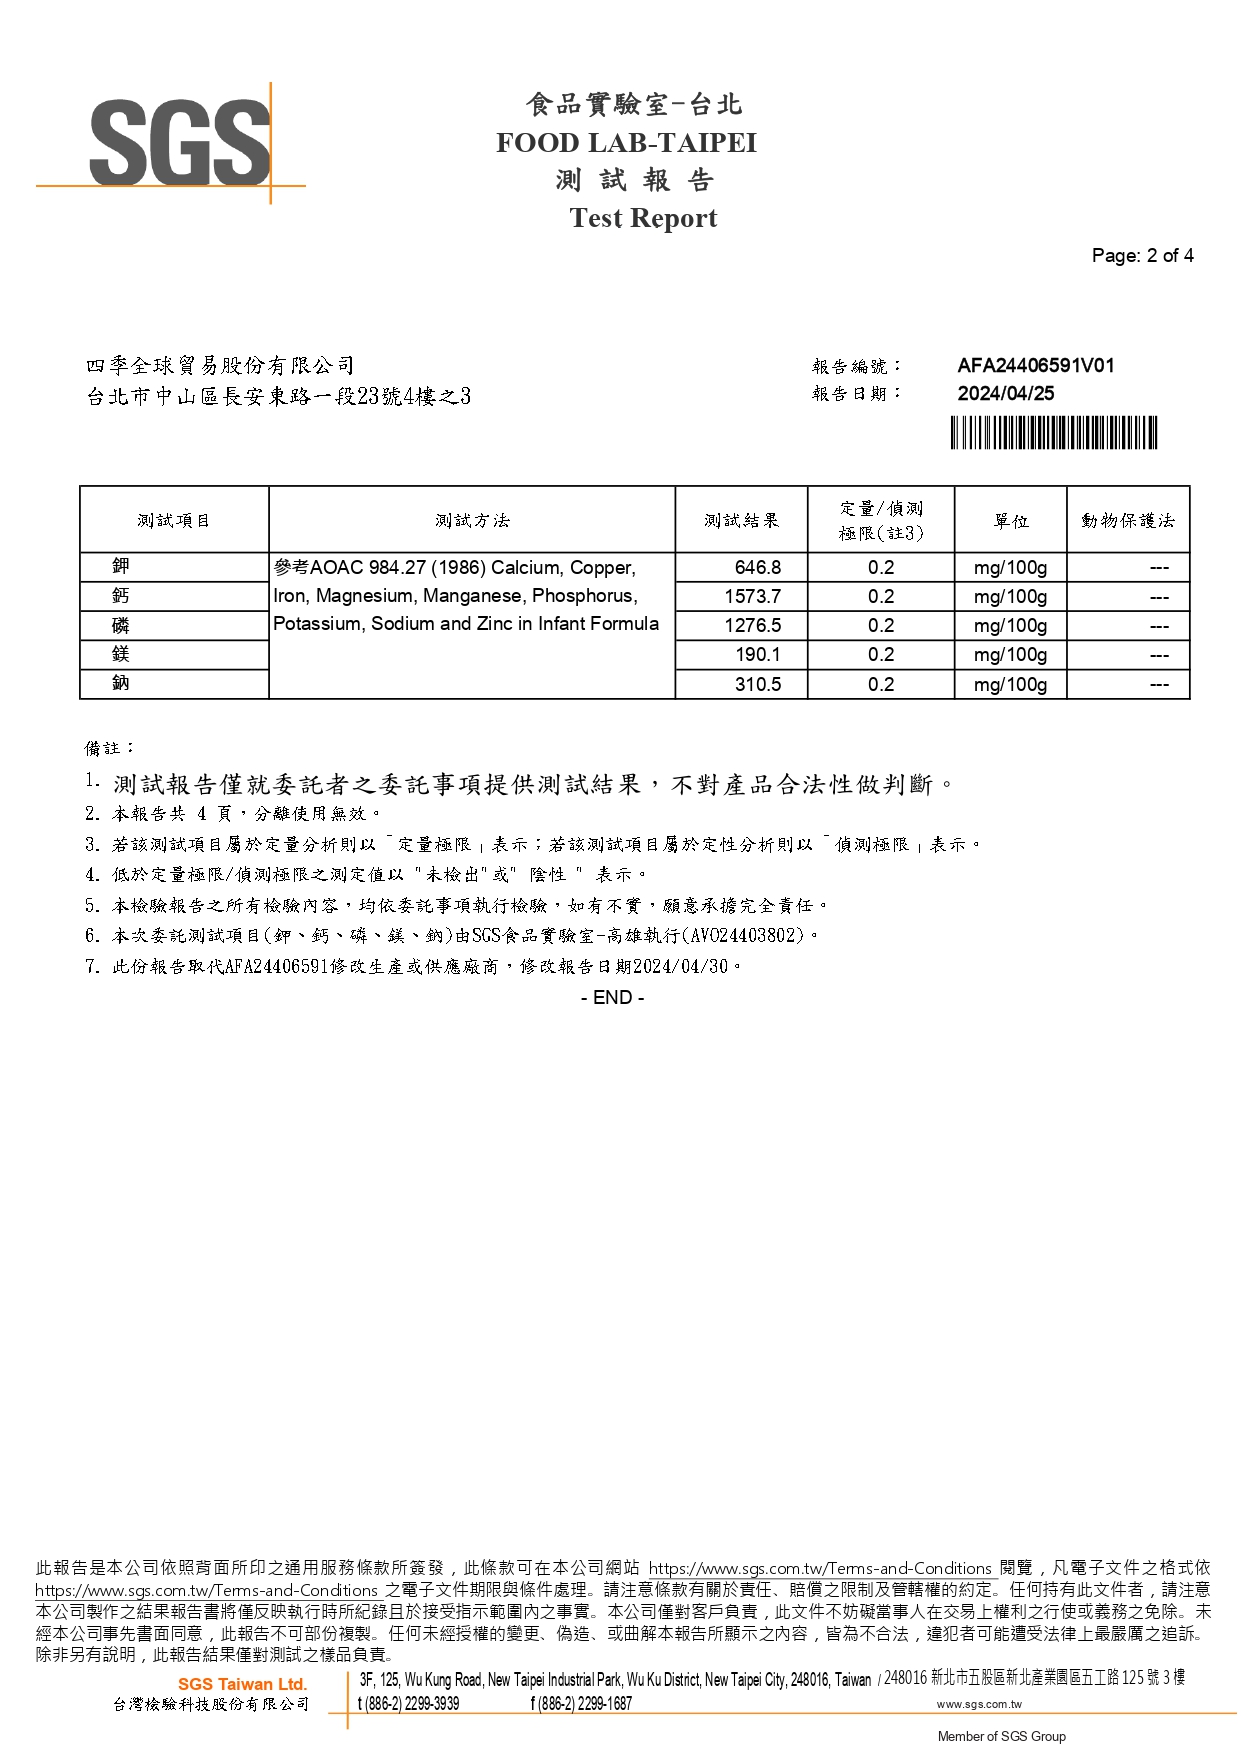 SGS
食品實驗室-台北
FOOD LAB-TAIPEI
測 試 報 告
Test Report
Page: 2 of 4
四季全球貿易股份有限公司
台北市中山區長安東路一段23號4樓之3
報告編號： AFA24406591V01
報告日期： 2024/04/25
測試項目 測試方法 測試結果 定量/偵測極限(註3) 單位 動物保護法
鉀 參考AOAC 984.27 (1986) Calcium, Copper, 646.8 0.2 mg/100g ---
鈣 Iron, Magnesium, Manganese, Phosphorus, 1573.7 0.2 mg/100g ---
磷 Potassium, Sodium and Zinc in Infant Formula 1276.5 0.2 mg/100g ---
鎂 190.1 0.2 mg/100g ---
鈉 310.5 0.2 mg/100g ---
備註：
1. 測試報告僅就委託者之委託事項提供測試結果，不對產品合法性做判斷。
2. 本報告共 4 頁，分離使用無效。
3. 若該測試項目屬於定量分析則以「定量極限」表示；若該測試項目屬於定性分析則以「偵測極限」表示。
4. 低於定量極限/偵測極限之測定值以 "未檢出"或" 陰性 " 表示。
5. 本檢驗報告之所有檢驗內容，均依委託事項執行檢驗，如有不實，願意承擔完全責任。
6. 本次委託測試項目(鉀、鈣、磷、鎂、鈉)由SGS食品實驗室-高雄執行(AVO24403802)。
7. 此份報告取代AFA24406591修改生產或供應廠商，修改報告日期2024/04/30。
- END -
此報告是本公司依照背面所印之通用服務條款所簽發，此條款可在本公司網站 https://www.sgs.com.tw/Terms-and-Conditions 閱覽，凡電子文件之格式依
https://www.sgs.com.tw/Terms-and-Conditions 之電子文件期限與條件處理。請注意條款有關於責任、賠償之限制及管轄權的約定。任何持有此文件者，請注意
本公司製作之結果報告書將僅反映執行時所紀錄且於接受指示範圍內之事實。本公司僅對客戶負責，此文件不妨礙當事人在交易上權利之行使或義務之免除。未
經本公司事先書面同意，此報告不可部份複製。任何未經授權的變更、偽造、或曲解本報告所顯示之內容，皆為不合法，違犯者可能遭受法律上最嚴厲之追訴。
除非另有說明，此報告結果僅對測試之樣品負責。
SGS Taiwan Ltd. 3F, 125, Wu Kung Road, New Taipei Industrial Park, Wu Ku District, New Taipei City, 248016, Taiwan / 248016 新北市五股區新北產業園區五工路 125 號 3 樓
台灣檢驗科技股份有限公司 t (886-2) 2299-3939 f (886-2) 2299-1687 www.sgs.com.tw
Member of SGS Group